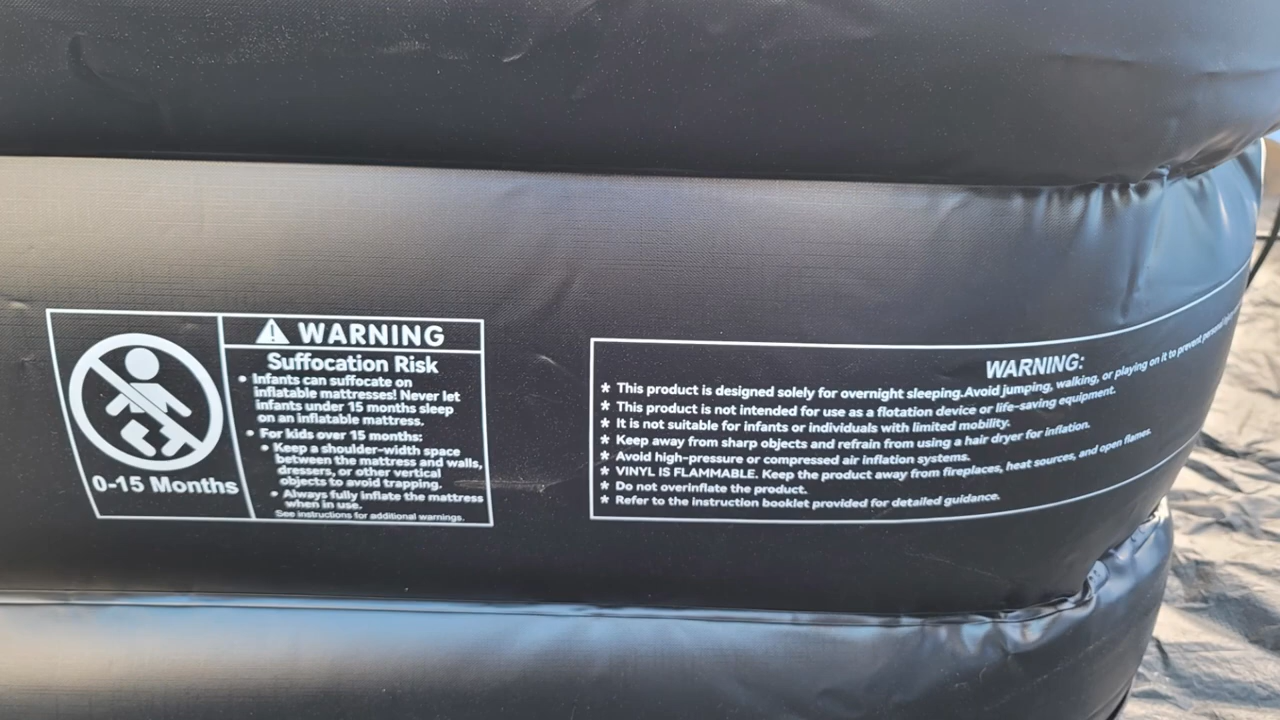 WARNING
Suffocation Risk
• Infants can suffocate on
inflatable mattresses! Never let
infants under 15 months sleep
on an inflatable mattress.
• For kids over 15 months:
• Keep a shoulder-width space
between the mattress and walls,
dressers, or other vertical
objects to avoid trapping.
• Always fully inflate the mattress
when in use.
See instructions for additional warnings.
0-15 Months
WARNING:
* This product is designed solely for overnight sleeping.Avoid jumping, walking, or playing on it to prevent personal
* This product is not intended for use as a flotation device or life-saving equipment.
* It is not suitable for infants or individuals with limited mobility.
* Keep away from sharp objects and refrain from using a hair dryer for inflation.
* Avoid high-pressure or compressed air inflation systems.
* VINYL IS FLAMMABLE. Keep the product away from fireplaces, heat sources, and open flames.
* Do not overinflate the product.
* Refer to the instruction booklet provided for detailed guidance.